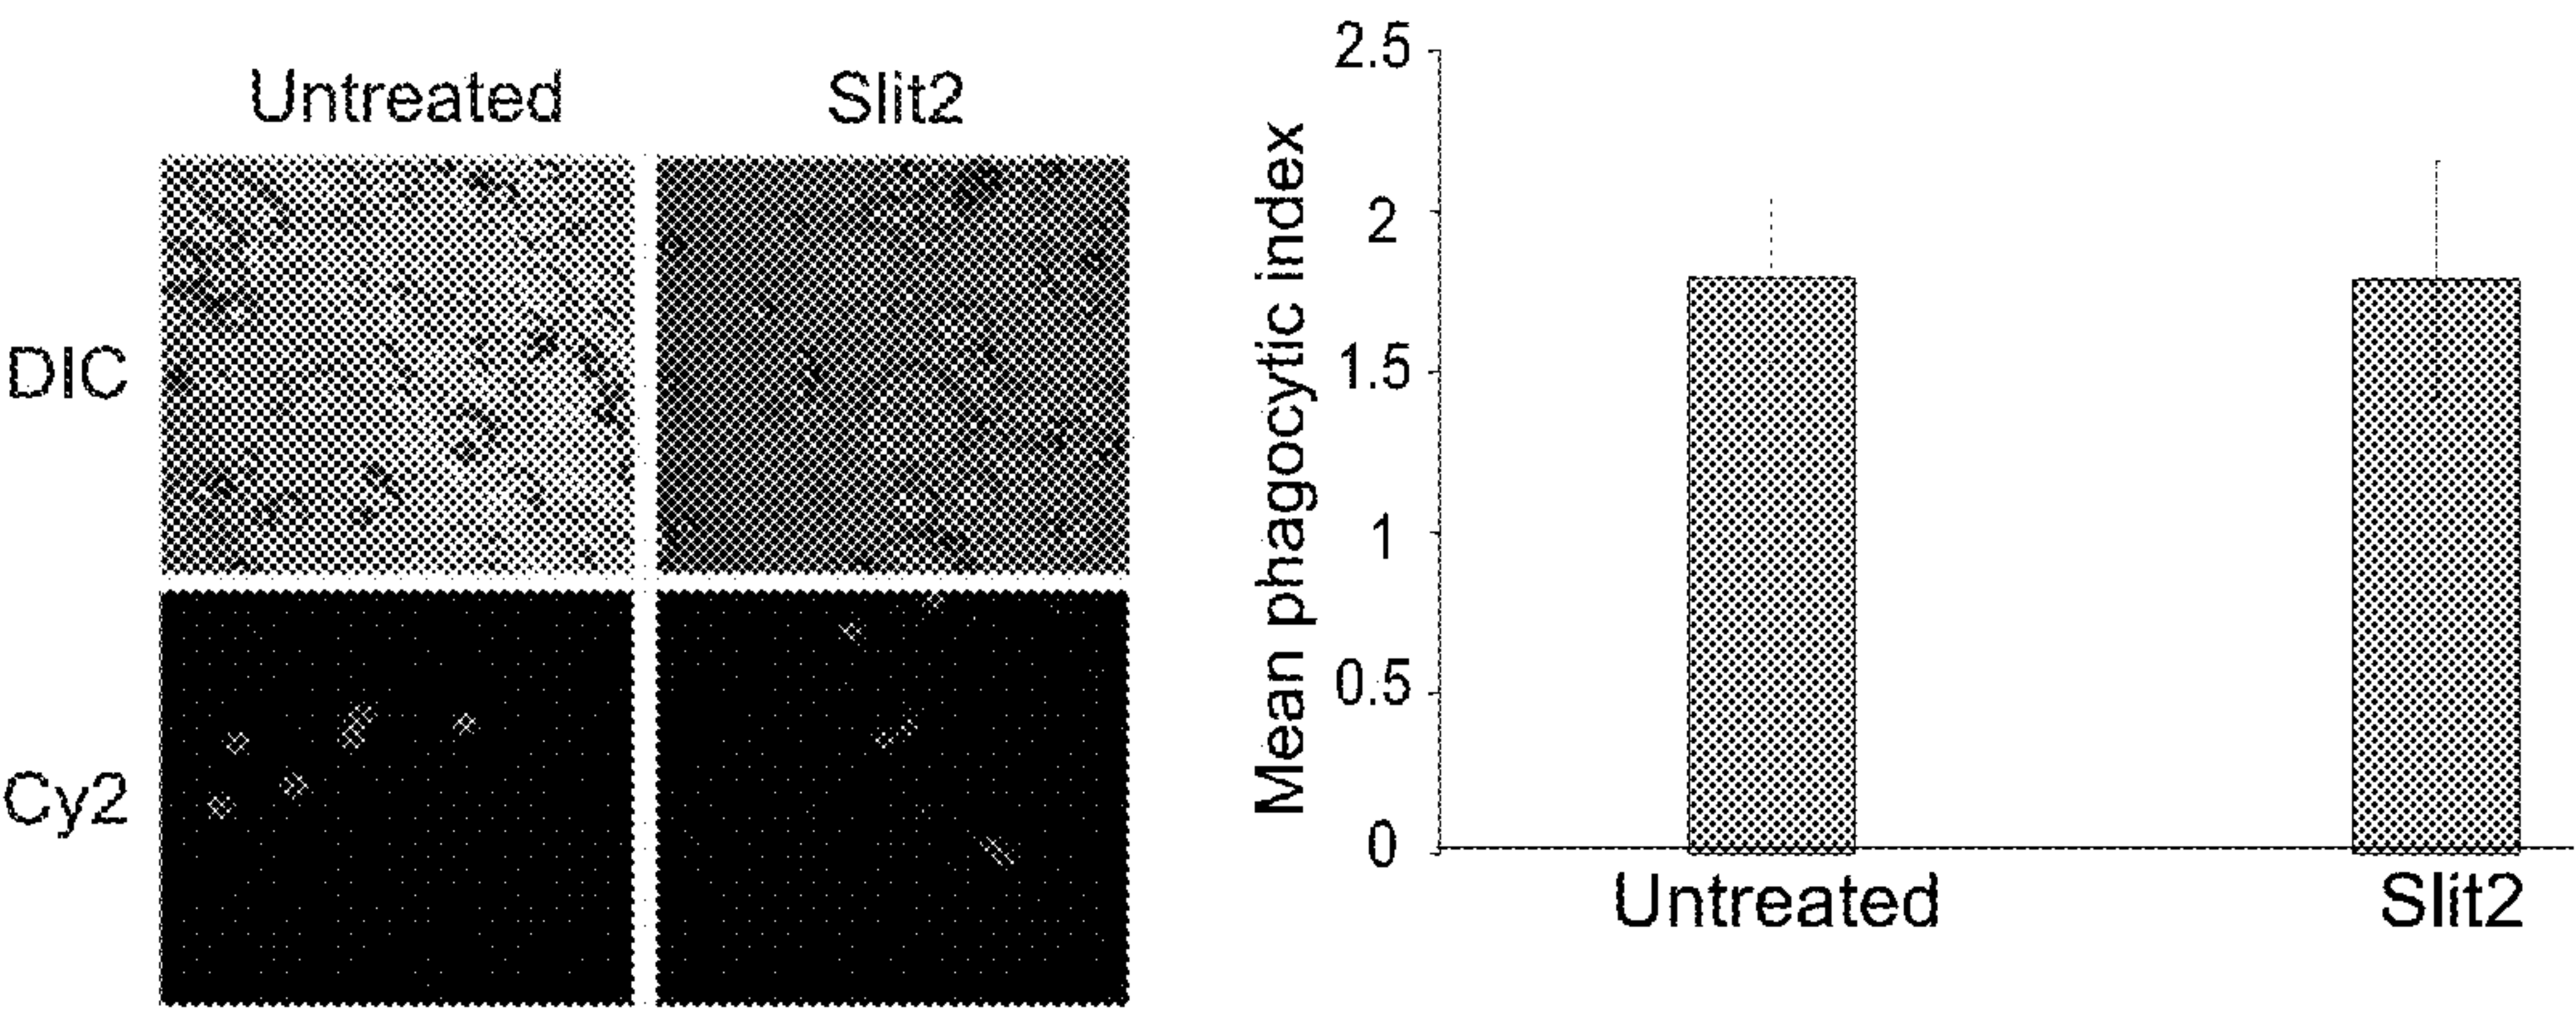 Untreated
Slit2
DIC
Cy2
Mean phagocytic index
2.5
2
1.5
1
0.5
0
Untreated
Slit2